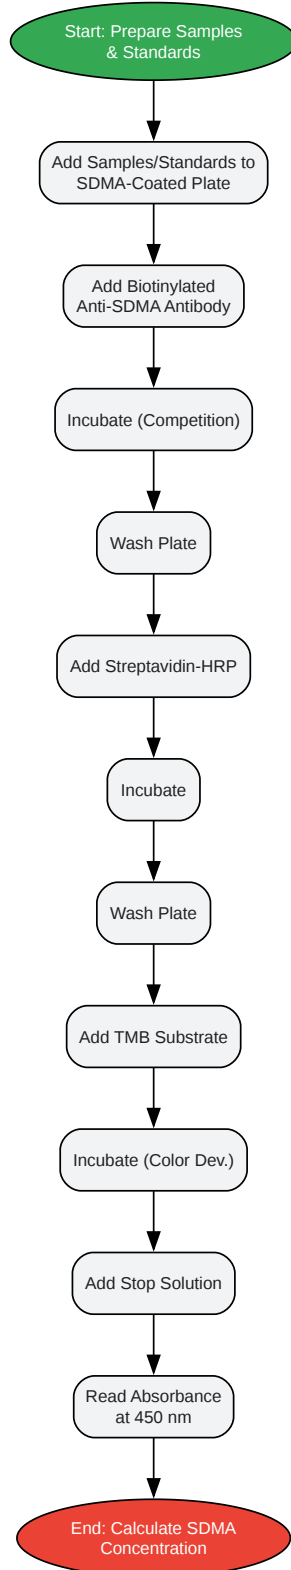 Start: Prepare Samples
& Standards
Add Samples/Standards to
SDMA-Coated Plate
Add Biotinylated
Anti-SDMA Antibody
Incubate (Competition)
Wash Plate
Add Streptavidin-HRP
Incubate
Wash Plate
Add TMB Substrate
Incubate (Color Dev.)
Add Stop Solution
Read Absorbance
at 450 nm
End: Calculate SDMA
Concentration